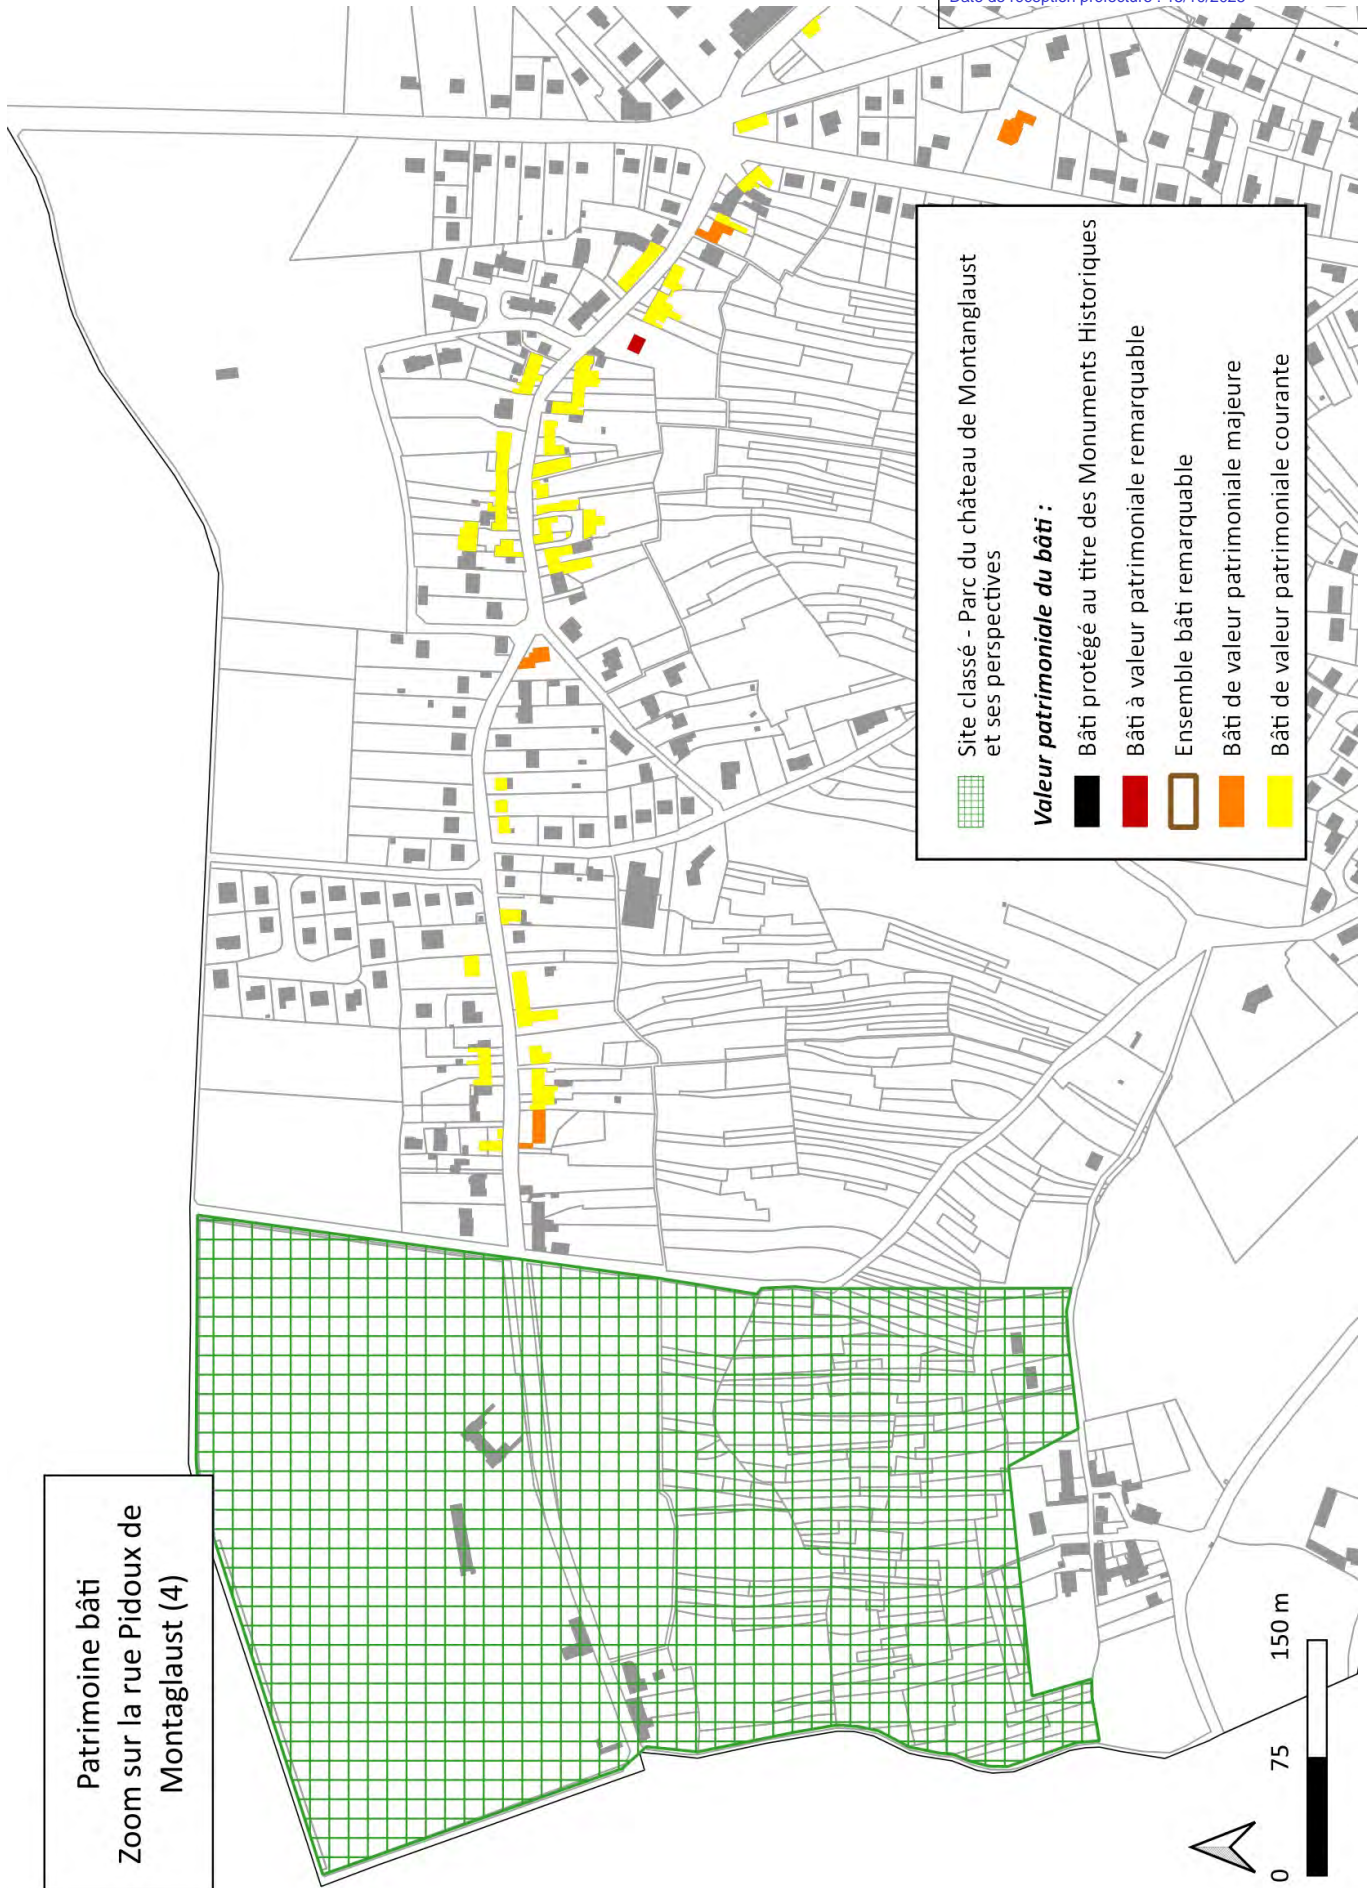 Patrimoine bâti
Zoom sur la rue Pidoux de
Montaglaust (4)
Site classé - Parc du château de Montanglaust
et ses perspectives
Valeur patrimoniale du bâti :
Bâti protégé au titre des Monuments Historiques
Bâti à valeur patrimoniale remarquable
Ensemble bâti remarquable
Bâti de valeur patrimoniale majeure
Bâti de valeur patrimoniale courante
0 75 150 m